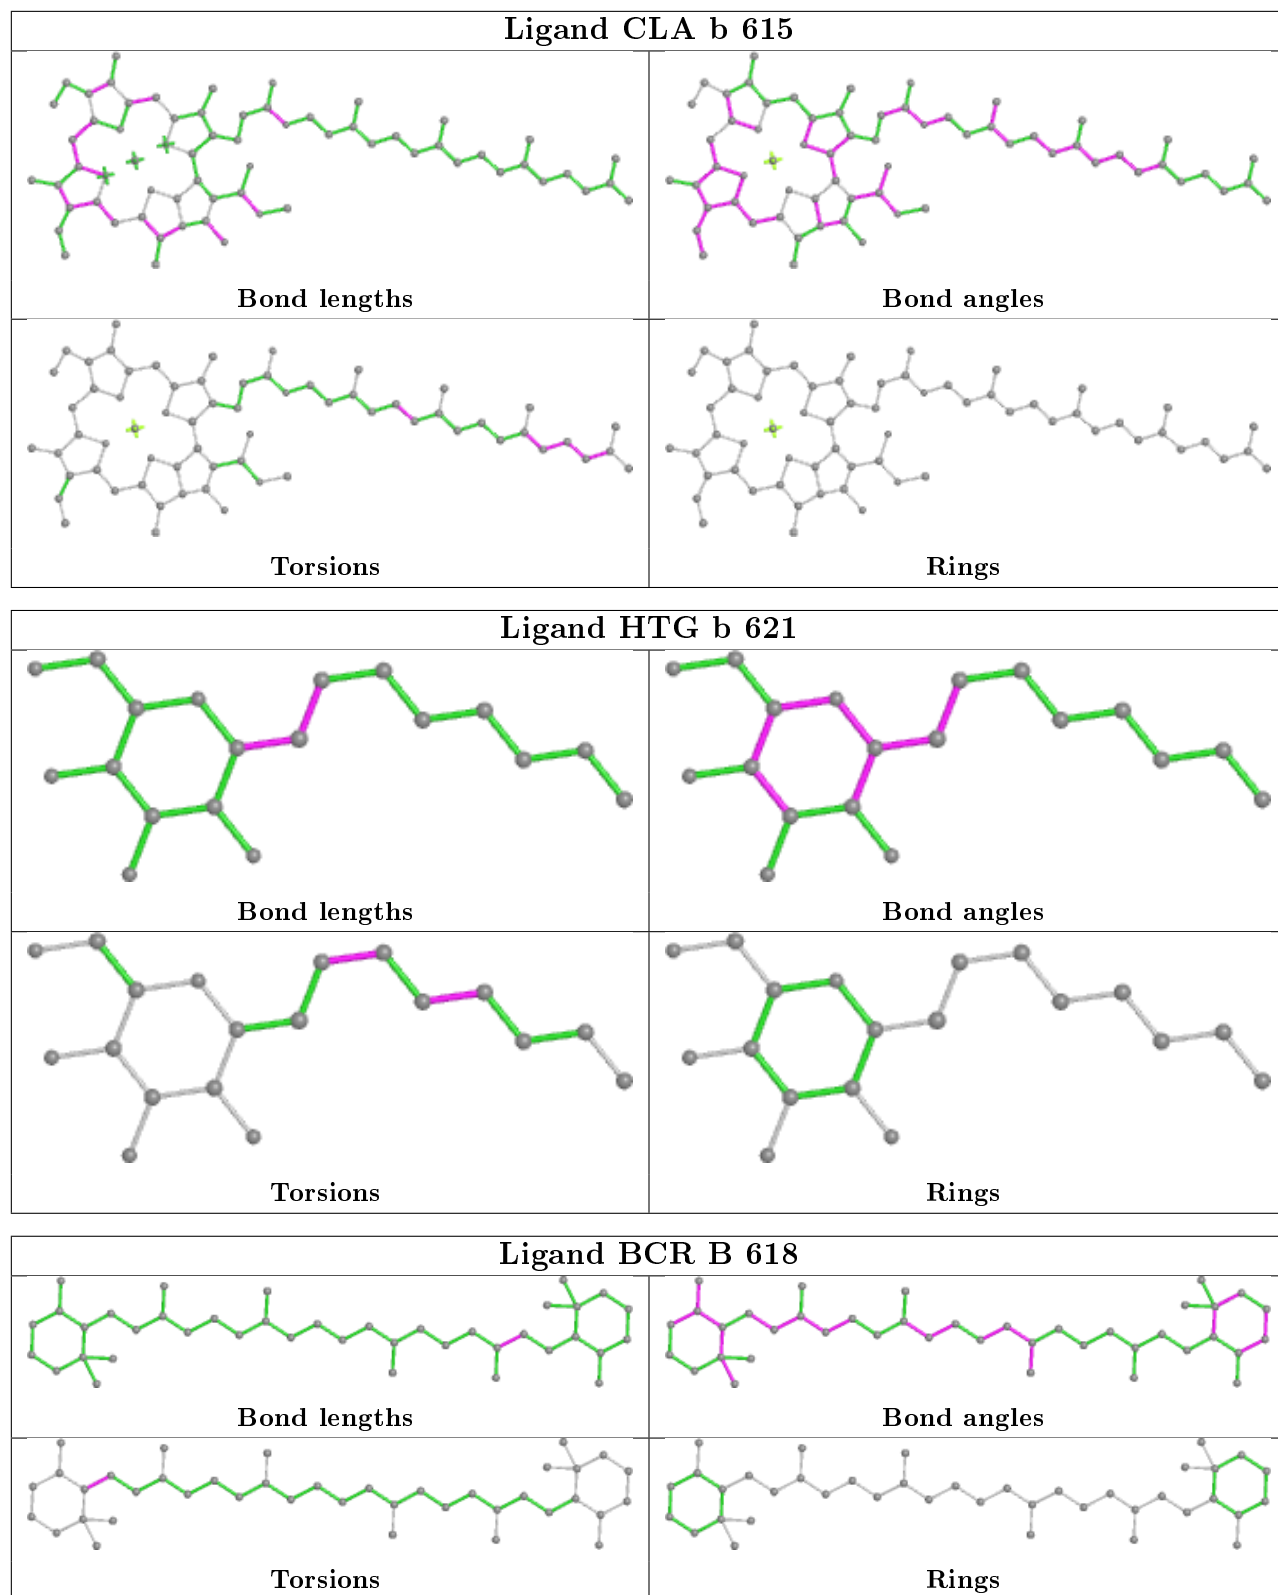 Ligand CLA b 615
Bond lengths
Bond angles
Torsions
Rings
Ligand HTG b 621
Bond lengths
Bond angles
Torsions
Rings
Ligand BCR B 618
Bond lengths
Bond angles
Torsions
Rings